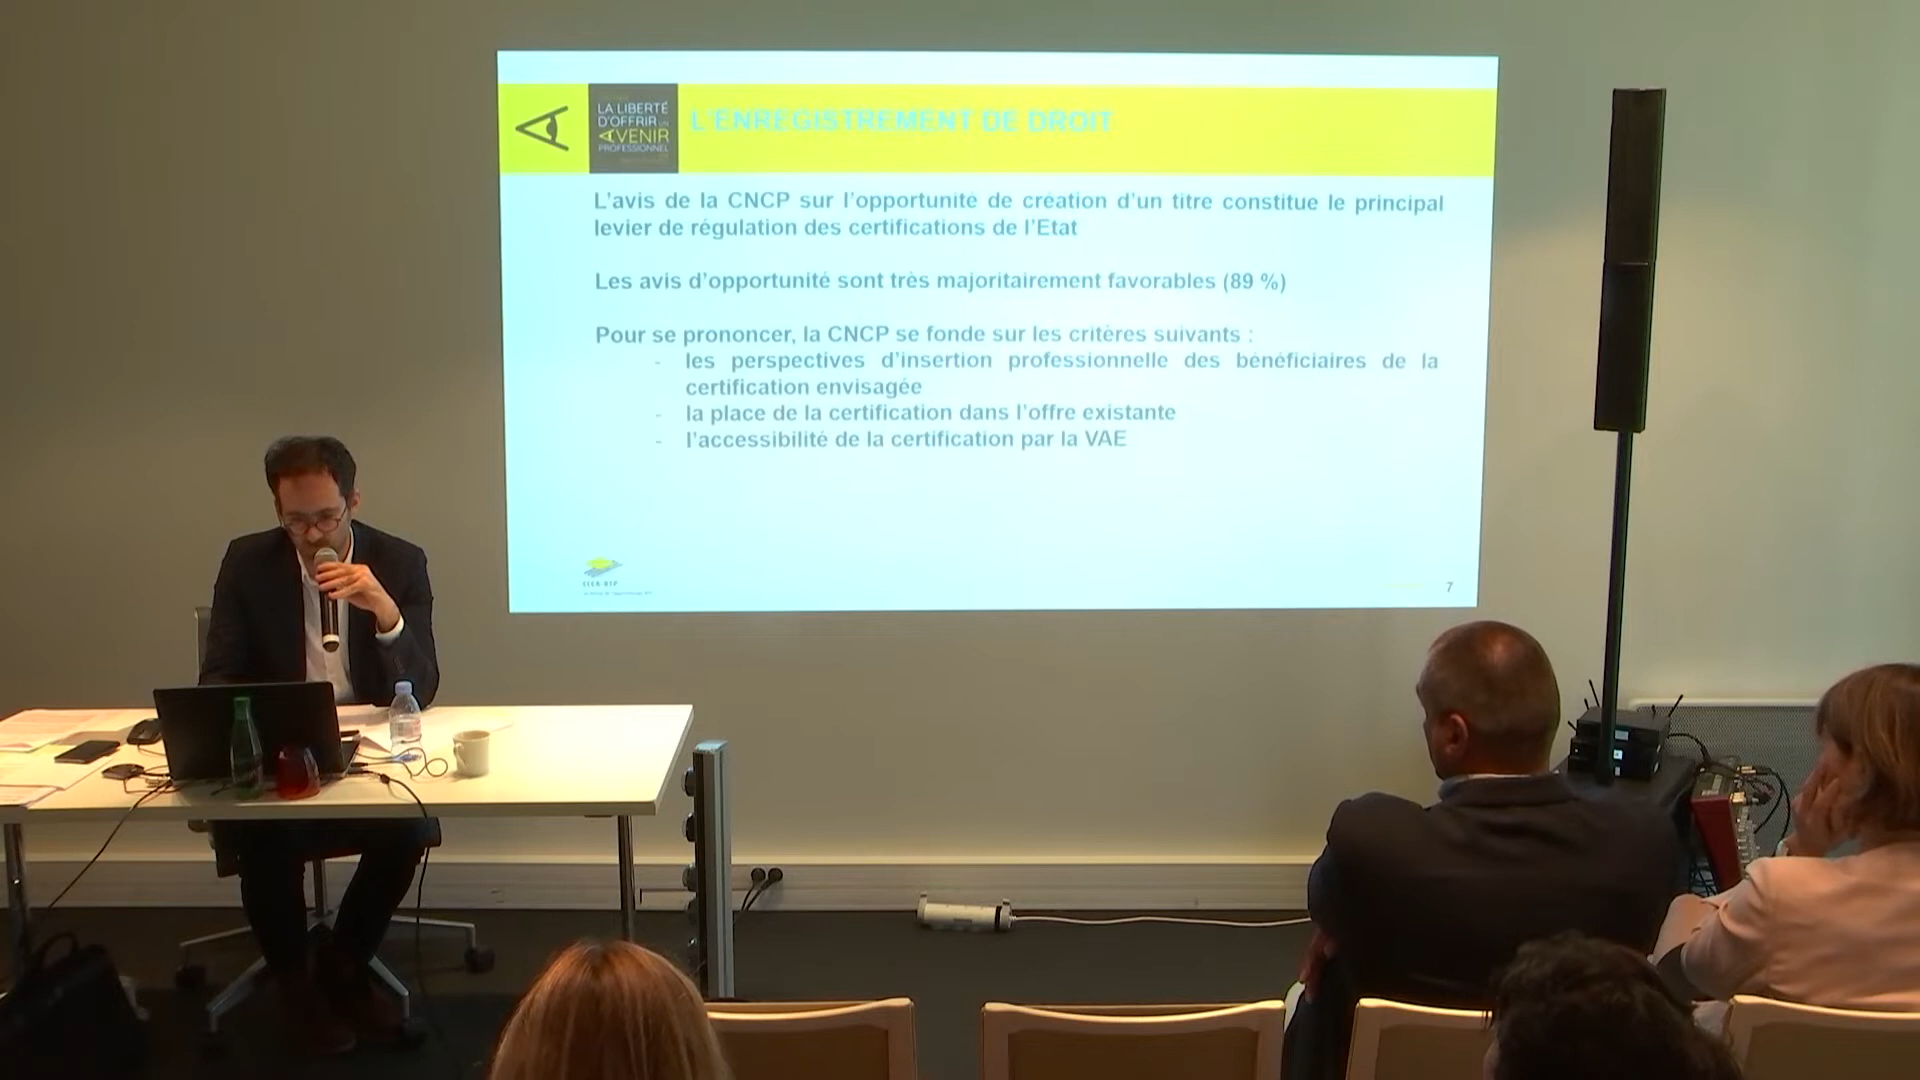 LA LIBERTÉ
D'OFFRIR UN
AVENIR
PROFESSIONNEL
L'ENREGISTREMENT DE DROIT
L'avis de la CNCP sur l'opportunité de création d'un titre constitue le principal
levier de régulation des certifications de l'Etat
Les avis d'opportunité sont très majoritairement favorables (89 %)
Pour se prononcer, la CNCP se fonde sur les critères suivants :
- les perspectives d'insertion professionnelle des bénéficiaires de la
certification envisagée
- la place de la certification dans l'offre existante
- l'accessibilité de la certification par la VAE
CCCA-BTP
7